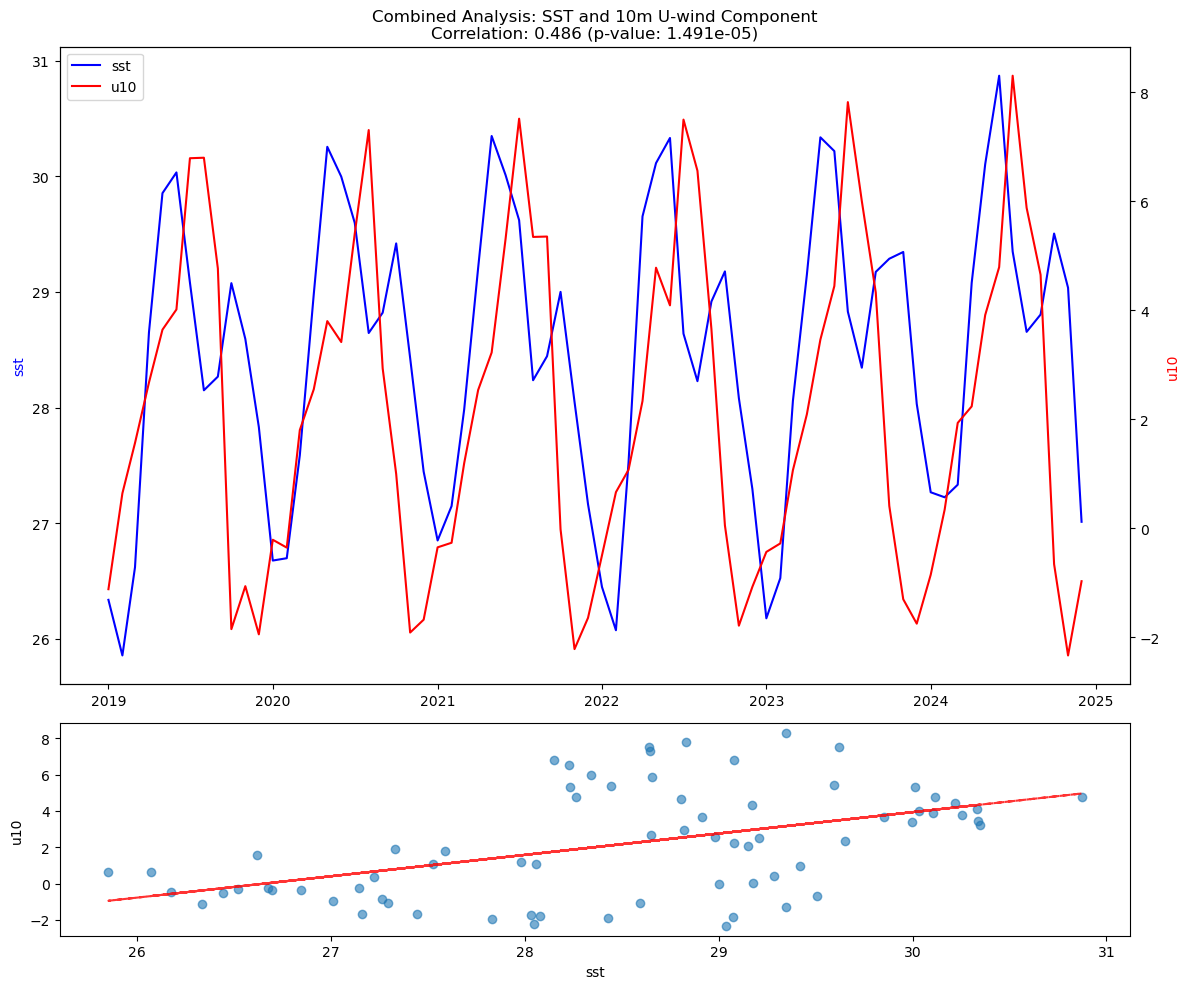 Combined Analysis: SST and 10m U-wind Component
Correlation: 0.486 (p-value: 1.491e-05)
sst
u10
31
30
29
28
27
26
sst
8
6
4
2
0
−2
u10
2019 2020 2021 2022 2023 2024 2025
8
6
4
2
0
−2
u10
26 27 28 29 30 31
sst